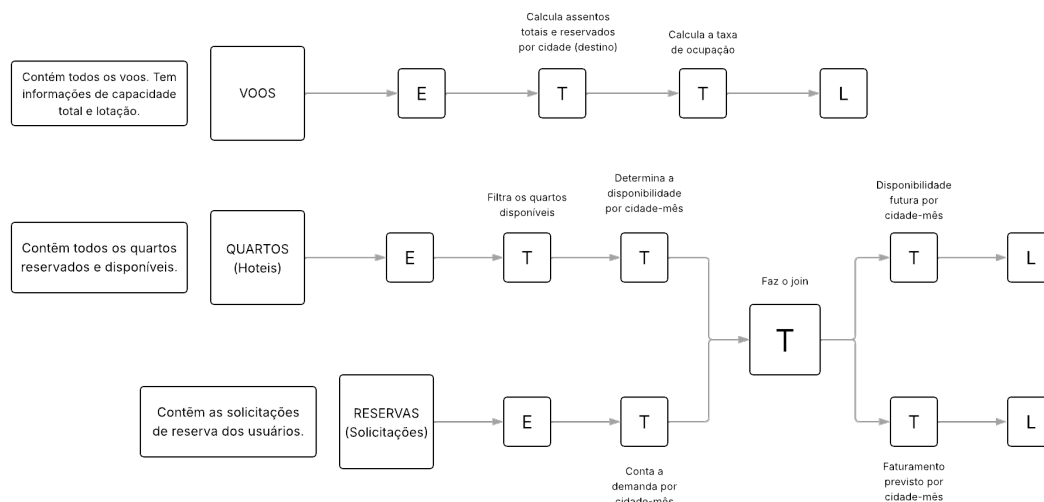 Calcula assentos
totais e reservados
por cidade (destino)
Calcula a taxa
de ocupação
Contém todos os voos. Tem
informações de capacidade
total e lotação.
VOOS
E
T
T
L
Filtra os quartos
disponíveis
Determina a
disponibilidade
por cidade-mês
Disponibilidade
futura por
cidade-mês
Contêm todos os quartos
reservados e disponíveis.
QUARTOS
(Hoteis)
E
T
T
T
L
Faz o join
T
Contêm as solicitações
de reserva dos usuários.
RESERVAS
(Solicitações)
E
T
T
L
Conta a
demanda por
cidade-mês
Faturamento
previsto por
cidade-mês